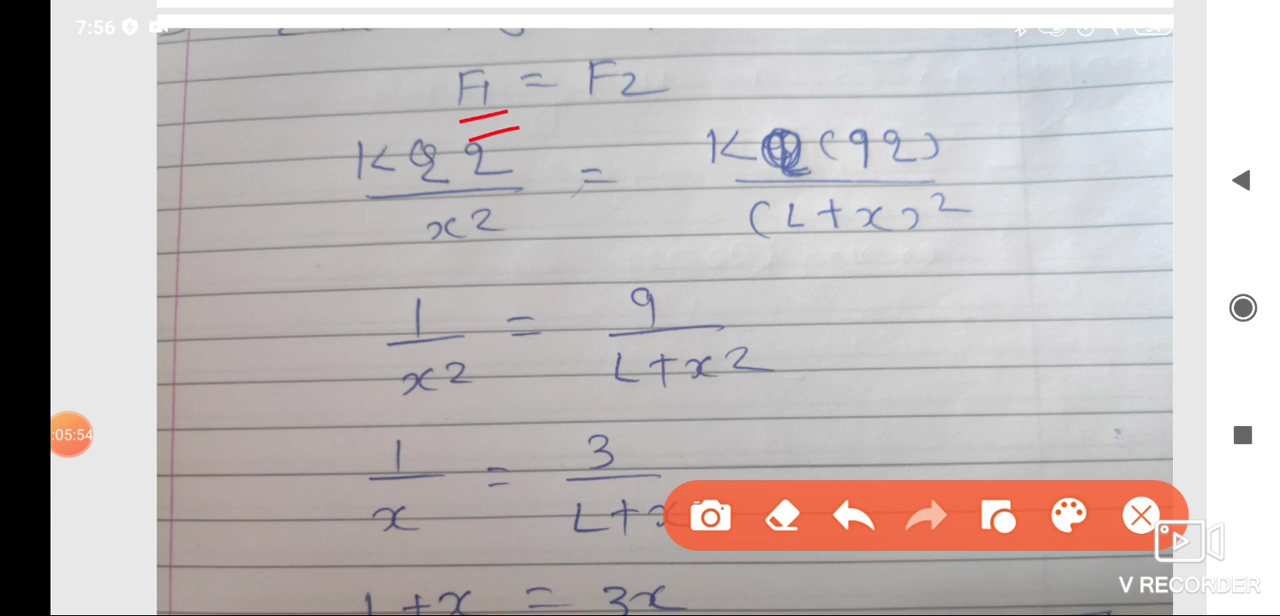 7:56
F1 = F2
KQq/x2 = KQ(9q)/(L+x)2
1/x2 = 9/L+x2
:05:54
1/x = 3/L+x
L+x = 3x
V RECORDER